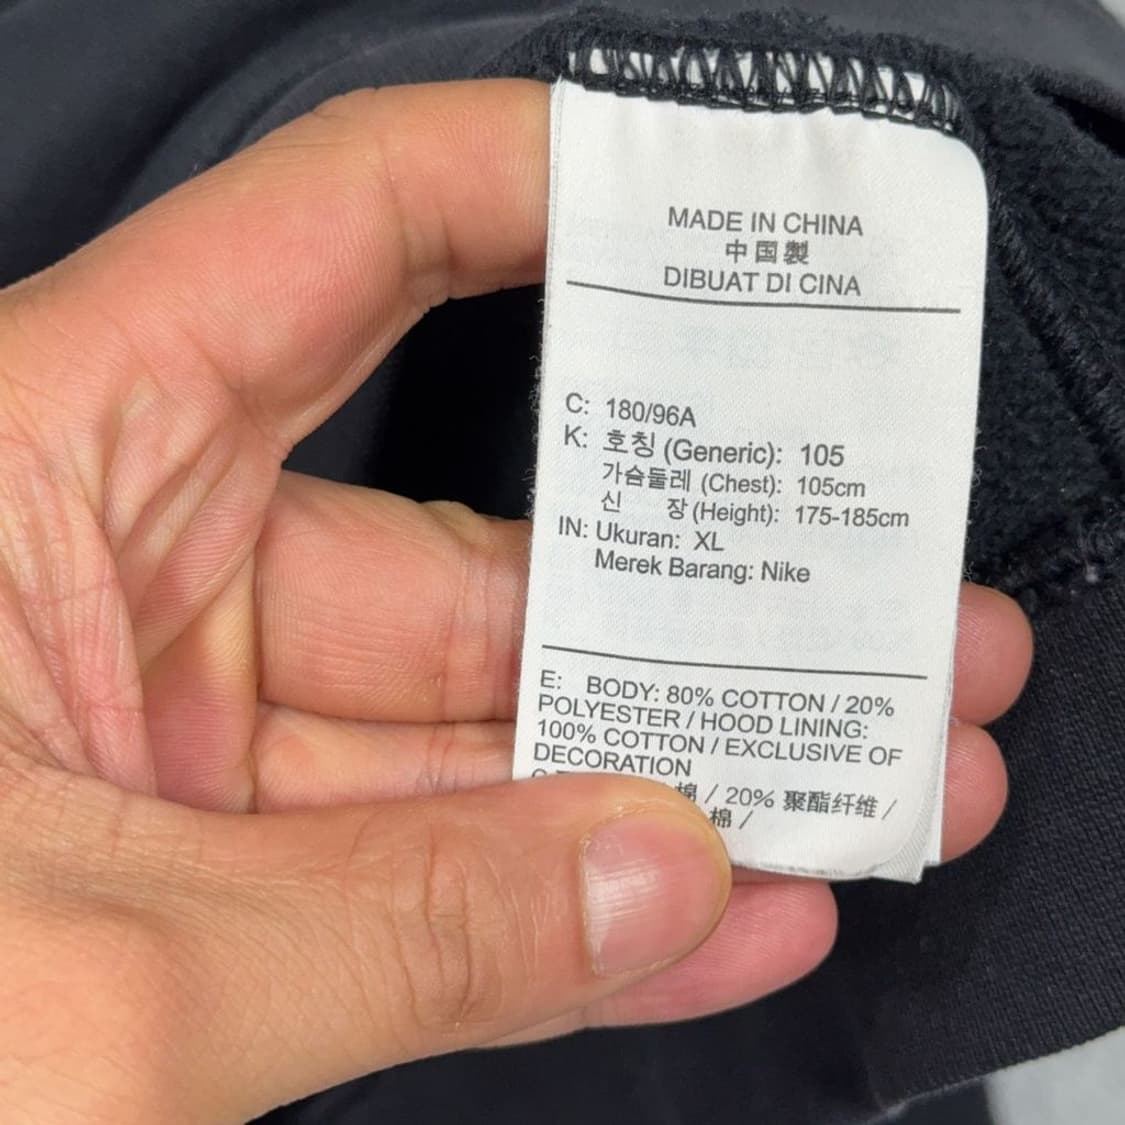 MADE IN CHINA
中国製
DIBUAT DI CINA
C: 180/96A
K: 호칭 (Generic): 105
가슴둘레 (Chest): 105cm
신 장 (Height): 175-185cm
IN: Ukuran: XL
Merek Barang: Nike
E: BODY: 80% COTTON / 20%
POLYESTER / HOOD LINING:
100% COTTON / EXCLUSIVE OF
DECORATION
棉 / 20% 聚酯纤维 /
棉 /